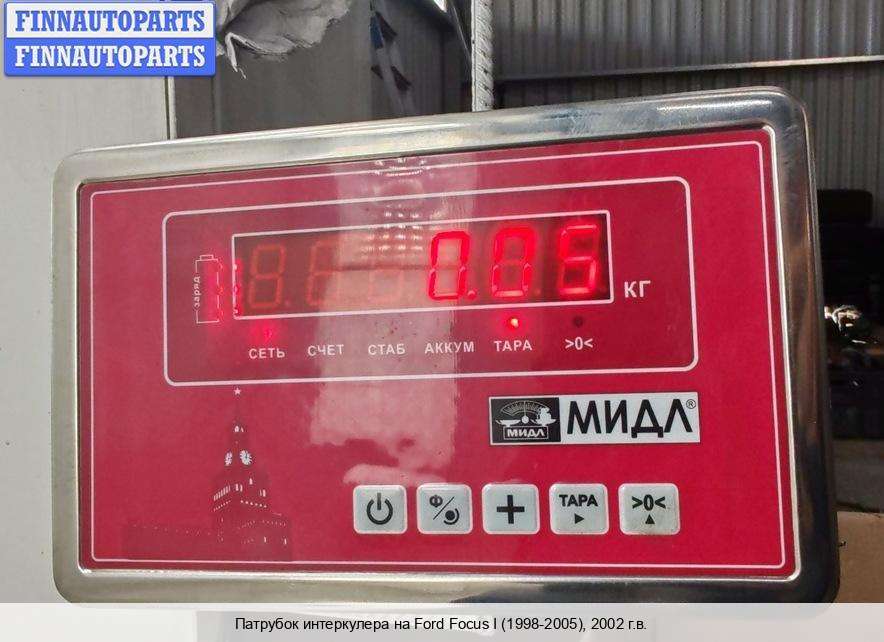 FINNAUTOPARTS
FINNAUTOPARTS
0.05
КГ
заряд
СЕТЬ СЧЕТ СТАБ АККУМ ТАРА >0<
МИДЛ
МИДЛ®
Ф/
+
ТАРА
>0<
Патрубок интеркулера на Ford Focus I (1998-2005), 2002 г.в.